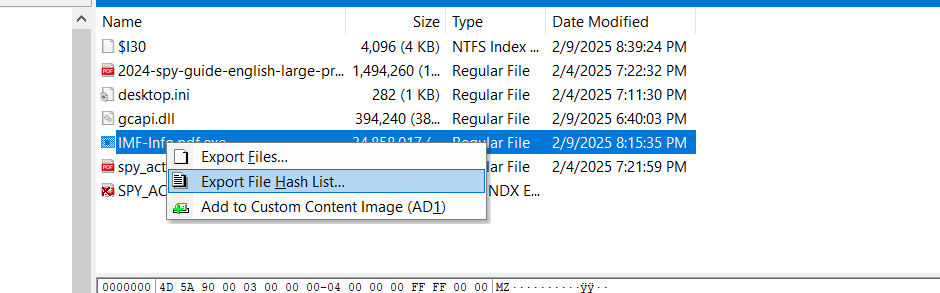 Name Size Type Date Modified
$I30 4,096 (4 KB) NTFS Index ... 2/9/2025 8:39:24 PM
2024-spy-guide-english-large-pr... 1,494,260 (1... Regular File 2/4/2025 7:22:32 PM
desktop.ini 282 (1 KB) Regular File 2/4/2025 7:11:30 PM
gcapi.dll 394,240 (38... Regular File 2/9/2025 6:40:03 PM
IMF-Info.pdf.exe 24,858,017 (... Regular File 2/9/2025 8:15:35 PM
Export Files...
spy_act File 2/4/2025 7:21:59 PM
Export File Hash List...
SPY_AC NDX E...
Add to Custom Content Image (AD1)
0000000 4D 5A 90 00 03 00 00 00-04 00 00 00 FF FF 00 00 MZ··········ÿÿ··